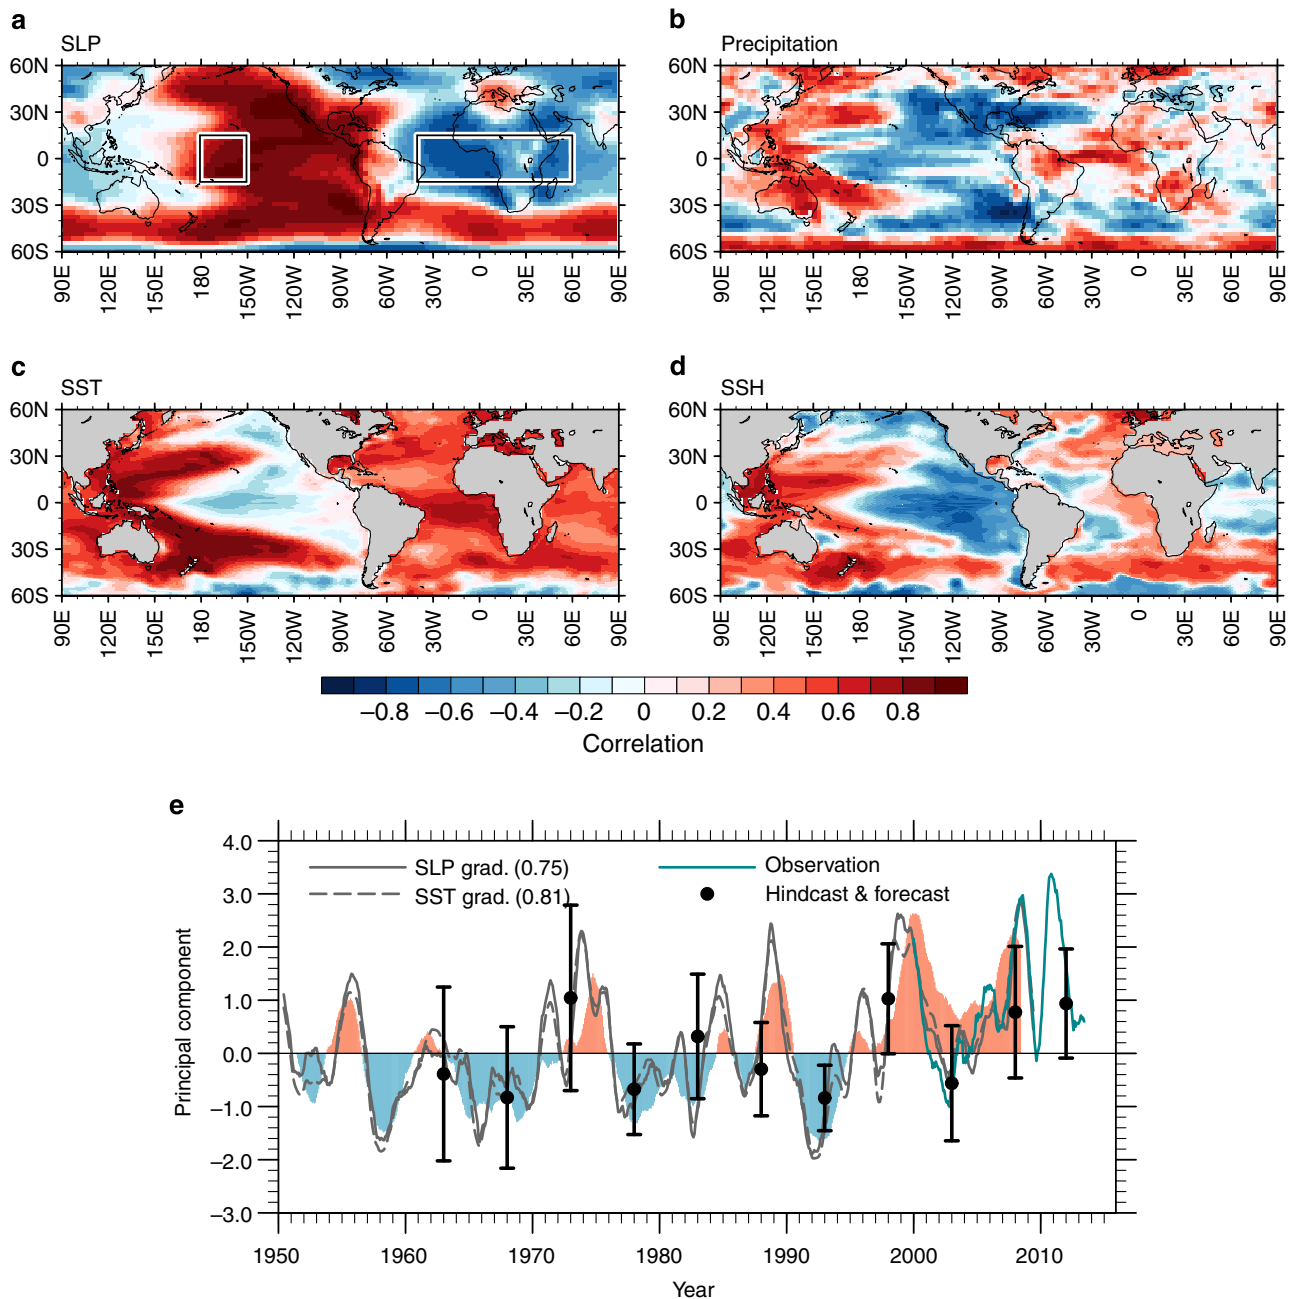 a
SLP
60N
30N
0
30S
60S
90E 120E 150E 180 150W 120W 90W 60W 30W 0 30E 60E 90E
b
Precipitation
60N
30N
0
30S
60S
90E 120E 150E 180 150W 120W 90W 60W 30W 0 30E 60E 90E
c
SST
60N
30N
0
30S
60S
90E 120E 150E 180 150W 120W 90W 60W 30W 0 30E 60E 90E
d
SSH
60N
30N
0
30S
60S
90E 120E 150E 180 150W 120W 90W 60W 30W 0 30E 60E 90E
−0.8 −0.6 −0.4 −0.2 0 0.2 0.4 0.6 0.8
Correlation
e
SLP grad. (0.75)
SST grad. (0.81)
Observation
Hindcast & forecast
Principal component
4.0
3.0
2.0
1.0
0.0
−1.0
−2.0
−3.0
1950 1960 1970 1980 1990 2000 2010
Year